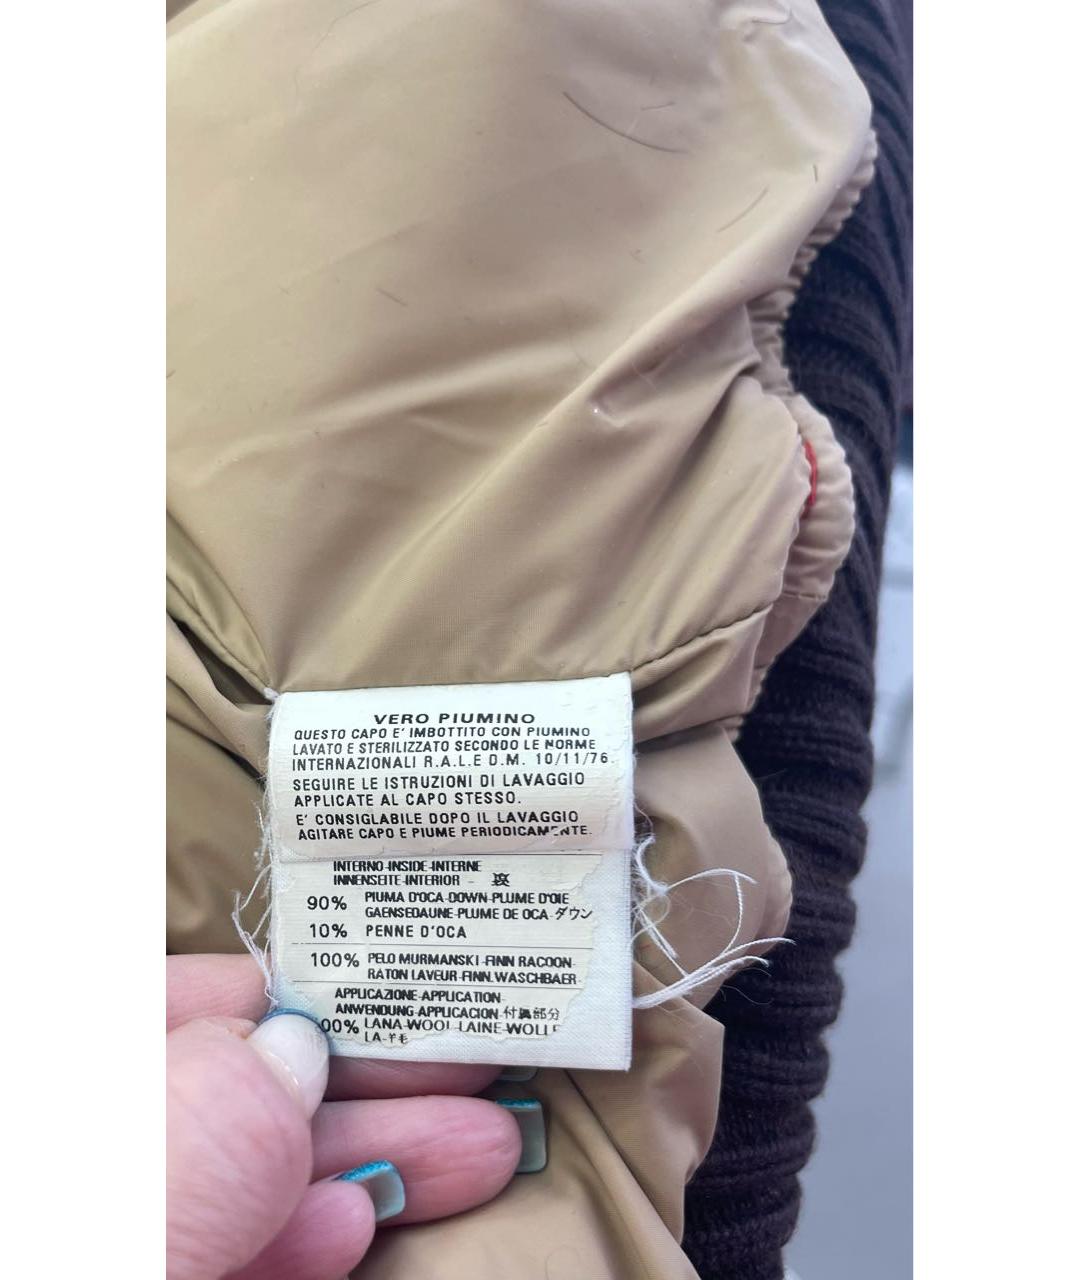 VERO PIUMINO
QUESTO CAPO E' IMBOTTITO CON PIUMINO
LAVATO E STERILIZZATO SECONDO LE NORME
INTERNAZIONALI R.A.L.E D.M. 10/11/76.
SEGUIRE LE ISTRUZIONI DI LAVAGGIO
APPLICATE AL CAPO STESSO.
E' CONSIGLABILE DOPO IL LAVAGGIO
AGITARE CAPO E PIUME PERIODICAMENTE.
INTERNO-INSIDE-INTERNE
INNENSEITE-INTERIOR -
90% PIUMA D'OCA-DOWN-PLUME D'OIE
GAENSEDAUNE-PLUME DE OCA-ダウン
10% PENNE D'OCA
100% PELO MURMANSKI-FINN RACOON-
RATON LAVEUR-FINN.WASCHBAER-
APPLICAZIONE-APPLICATION-
ANWENDUNG-APPLICACION-付属部分
00% LANA-WOOL-LAINE-WOLLE
LA-羊毛